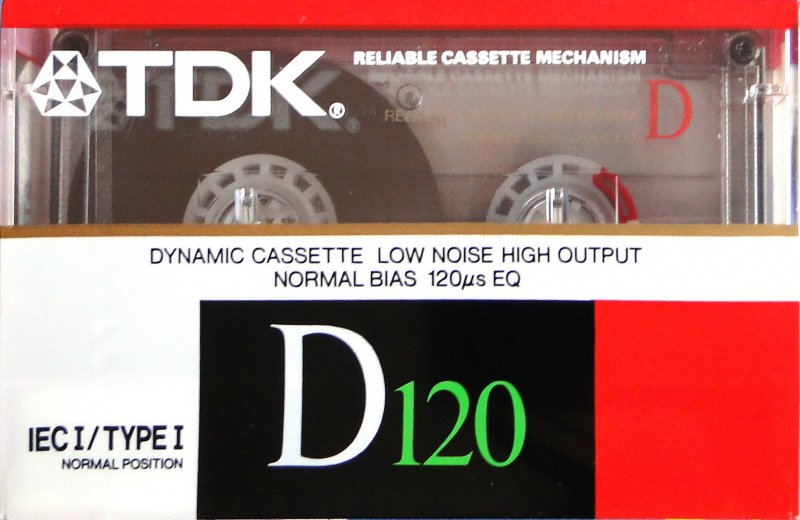 TDK®
RELIABLE CASSETTE MECHANISM
D
DYNAMIC CASSETTE LOW NOISE HIGH OUTPUT
NORMAL BIAS 120µs EQ
IEC I/TYPE I
NORMAL POSITION
D120